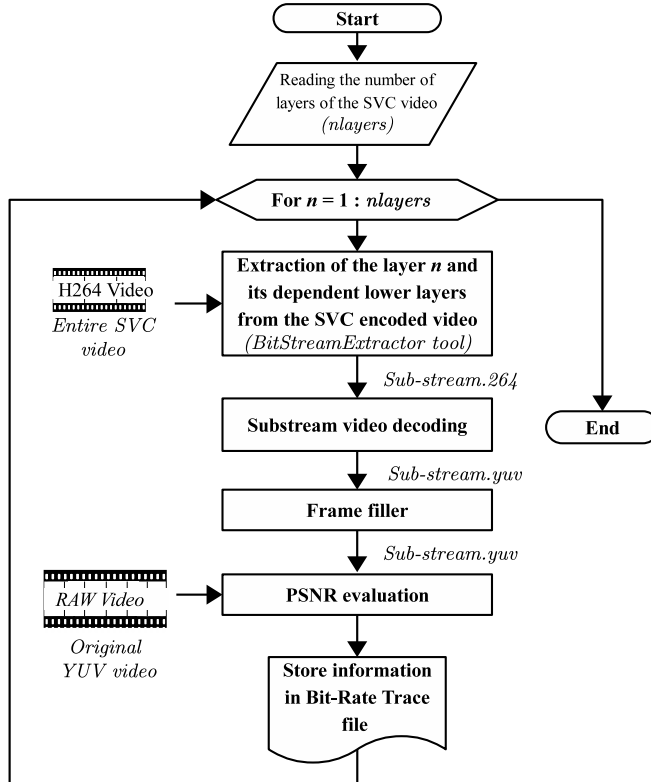 Start
Reading the number of
layers of the SVC video
(nlayers)
For n = 1 : nlayers
Extraction of the layer n and
its dependent lower layers
from the SVC encoded video
(BitStreamExtractor tool)
H264 Video
Entire SVC
video
Sub-stream.264
Substream video decoding
End
Sub-stream.yuv
Frame filler
Sub-stream.yuv
RAW Video
Original
YUV video
PSNR evaluation
Store information
in Bit-Rate Trace
file